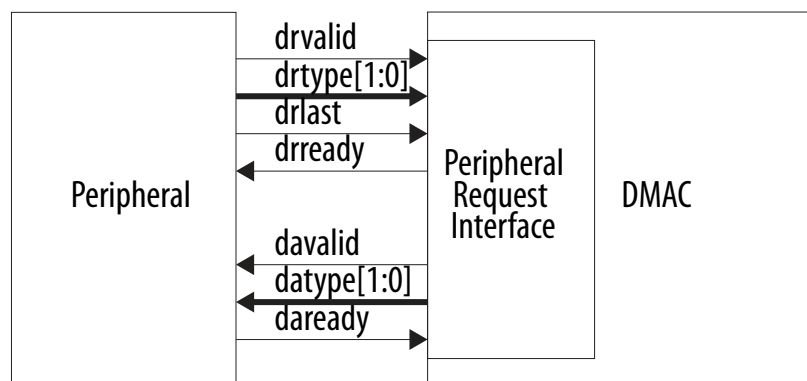 drvalid
drtype[1:0]
drlast
drready
Peripheral
Peripheral
Request
Interface
DMAC
davalid
datype[1:0]
daready